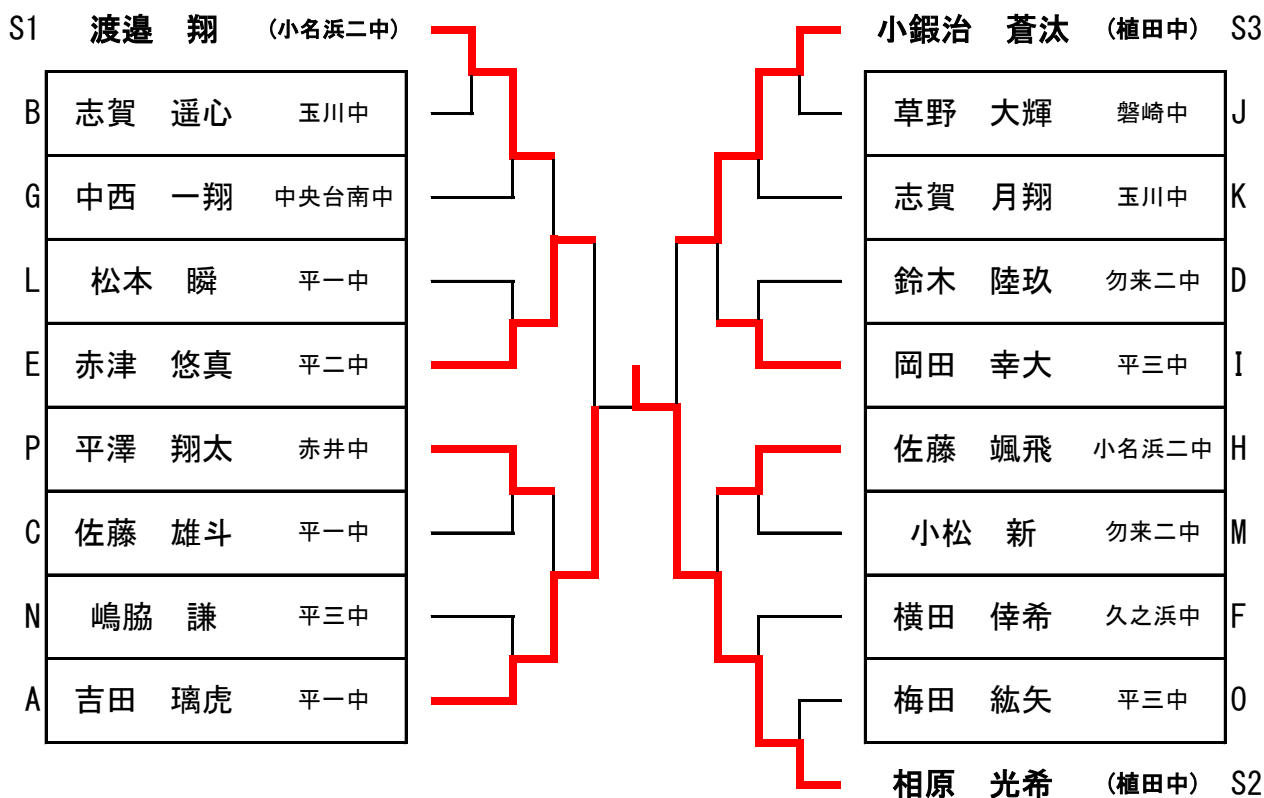 S1 渡邉 翔 (小名浜二中)
B 志賀 遥心 玉川中
G 中西 一翔 中央台南中
L 松本 瞬 平一中
E 赤津 悠真 平二中
P 平澤 翔太 赤井中
C 佐藤 雄斗 平一中
N 嶋脇 謙 平三中
A 吉田 璃虎 平一中
小鍜治 蒼汰 (植田中) S3
草野 大輝 磐崎中 J
志賀 月翔 玉川中 K
鈴木 陸玖 勿来二中 D
岡田 幸大 平三中 I
佐藤 颯飛 小名浜二中 H
小松 新 勿来二中 M
横田 倖希 久之浜中 F
梅田 紘矢 平三中 O
相原 光希 (植田中) S2